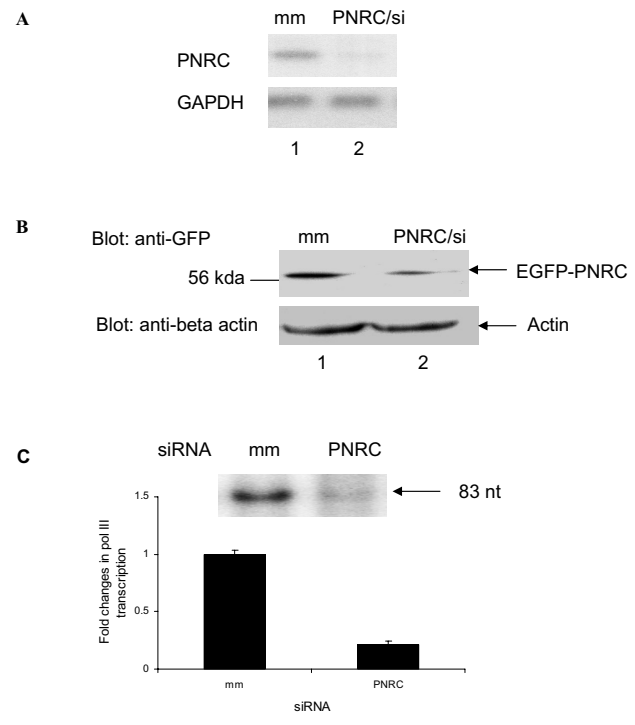 A
mm PNRC/si
PNRC
GAPDH
1 2
B
Blot: anti-GFP mm PNRC/si
56 kda EGFP-PNRC
Blot: anti-beta actin Actin
1 2
C
siRNA mm PNRC
83 nt
Fold changes in pol III
transcription
1.5
1
0.5
0
mm PNRC
siRNA